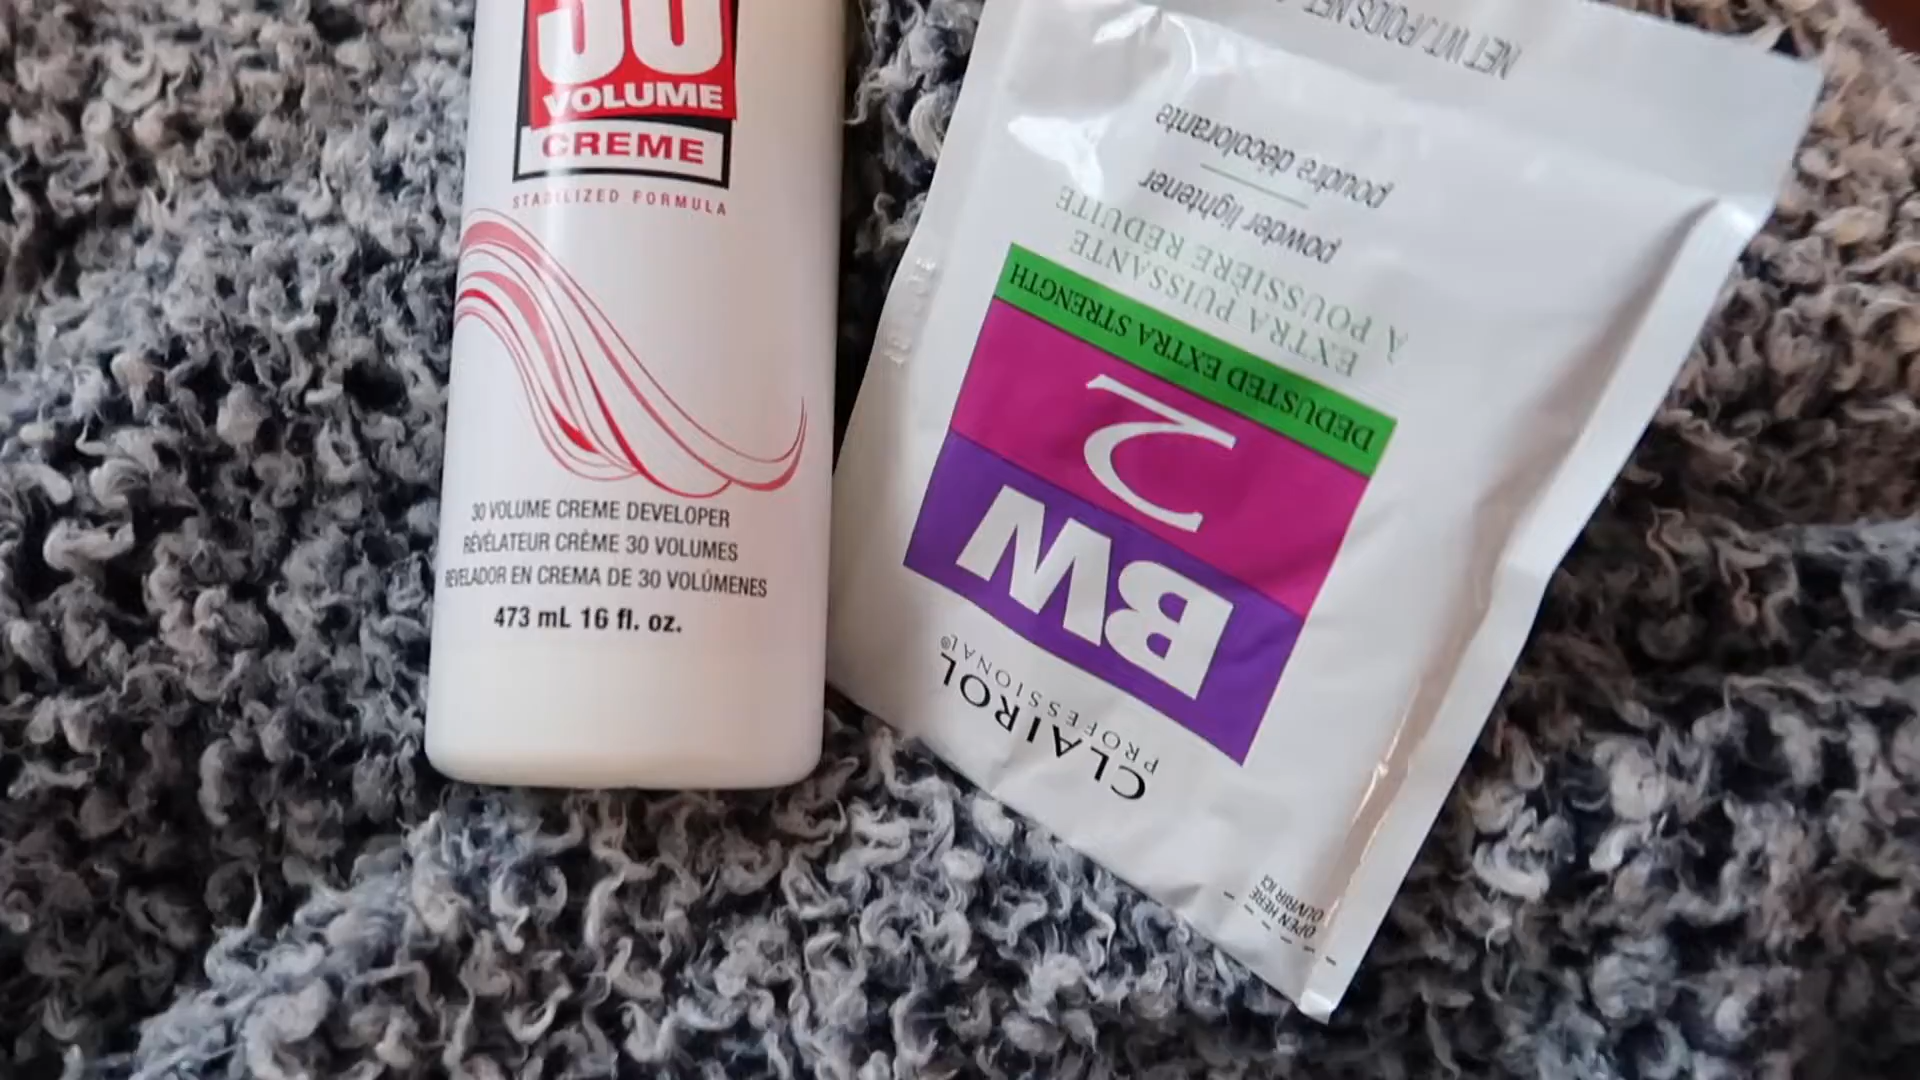 30
VOLUME
CREME
STABILIZED FORMULA
30 VOLUME CREME DEVELOPER
RÉVÉLATEUR CRÈME 30 VOLUMES
REVELADOR EN CREMA DE 30 VOLÚMENES
473 mL 16 fl. oz.
OPEN HERE
OUVRIR ICI
CLAIROL
PROFESSIONAL®
BW
2
DEDUSTED EXTRA STRENGTH
EXTRA PUISSANTE
À POUSSIÈRE RÉDUITE
powder lightener
poudre décolorante
NET WT./POIDS NET